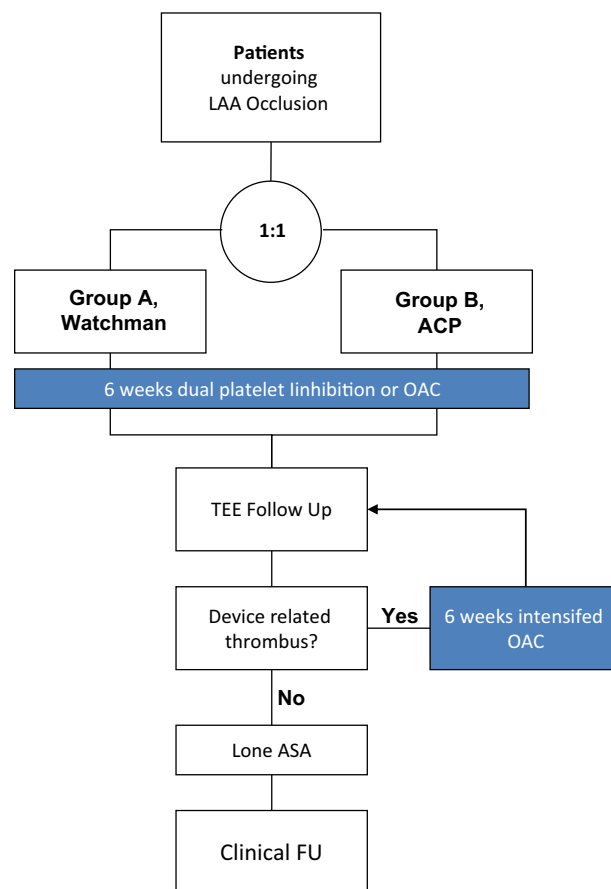 Patients
undergoing
LAA Occlusion
1:1
Group A,
Watchman
Group B,
ACP
6 weeks dual platelet Iinhibition or OAC
TEE Follow Up
Device related
thrombus?
Yes
6 weeks intensifed
OAC
No
Lone ASA
Clinical FU